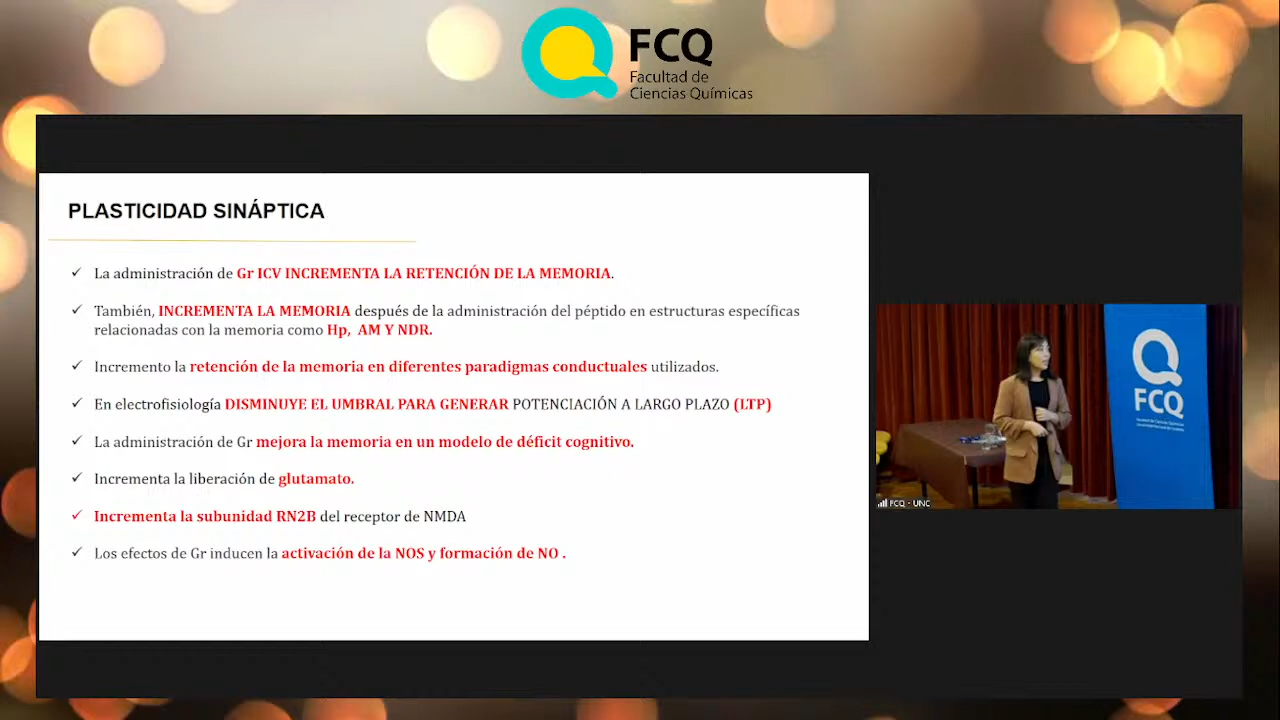 FCQ
Facultad de
Ciencias Químicas
PLASTICIDAD SINÁPTICA
✓ La administración de Gr ICV INCREMENTA LA RETENCIÓN DE LA MEMORIA.
✓ También, INCREMENTA LA MEMORIA después de la administración del péptido en estructuras específicas
relacionadas con la memoria como Hp, AM Y NDR.
✓ Incremento la retención de la memoria en diferentes paradigmas conductuales utilizados.
✓ En electrofisiología DISMINUYE EL UMBRAL PARA GENERAR POTENCIACIÓN A LARGO PLAZO (LTP)
✓ La administración de Gr mejora la memoria en un modelo de déficit cognitivo.
✓ Incrementa la liberación de glutamato.
✓ Incrementa la subunidad RN2B del receptor de NMDA
✓ Los efectos de Gr inducen la activación de la NOS y formación de NO .
FCQ
FCQ - UNC